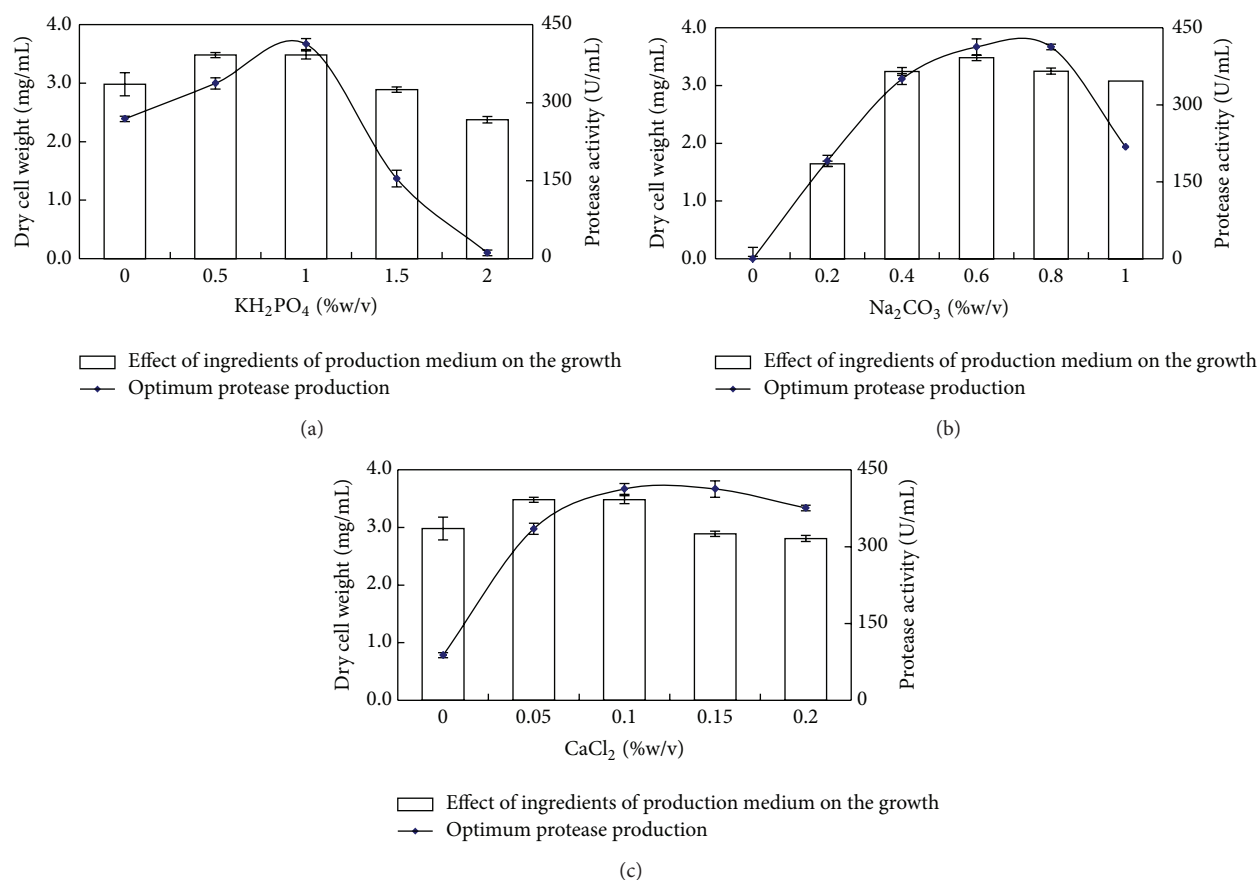 Dry cell weight (mg/mL)
4.0
3.0
2.0
1.0
0.0
450
300
150
0
Protease activity (U/mL)
0 0.5 1 1.5 2
KH₂PO₄ (%w/v)
Effect of ingredients of production medium on the growth
Optimum protease production
(a)
Dry cell weight (mg/mL)
4.0
3.0
2.0
1.0
0.0
450
300
150
0
Protease activity (U/mL)
0 0.2 0.4 0.6 0.8 1
Na₂CO₃ (%w/v)
Effect of ingredients of production medium on the growth
Optimum protease production
(b)
Dry cell weight (mg/mL)
4.0
3.0
2.0
1.0
0.0
450
300
150
0
Protease activity (U/mL)
0 0.05 0.1 0.15 0.2
CaCl₂ (%w/v)
Effect of ingredients of production medium on the growth
Optimum protease production
(c)